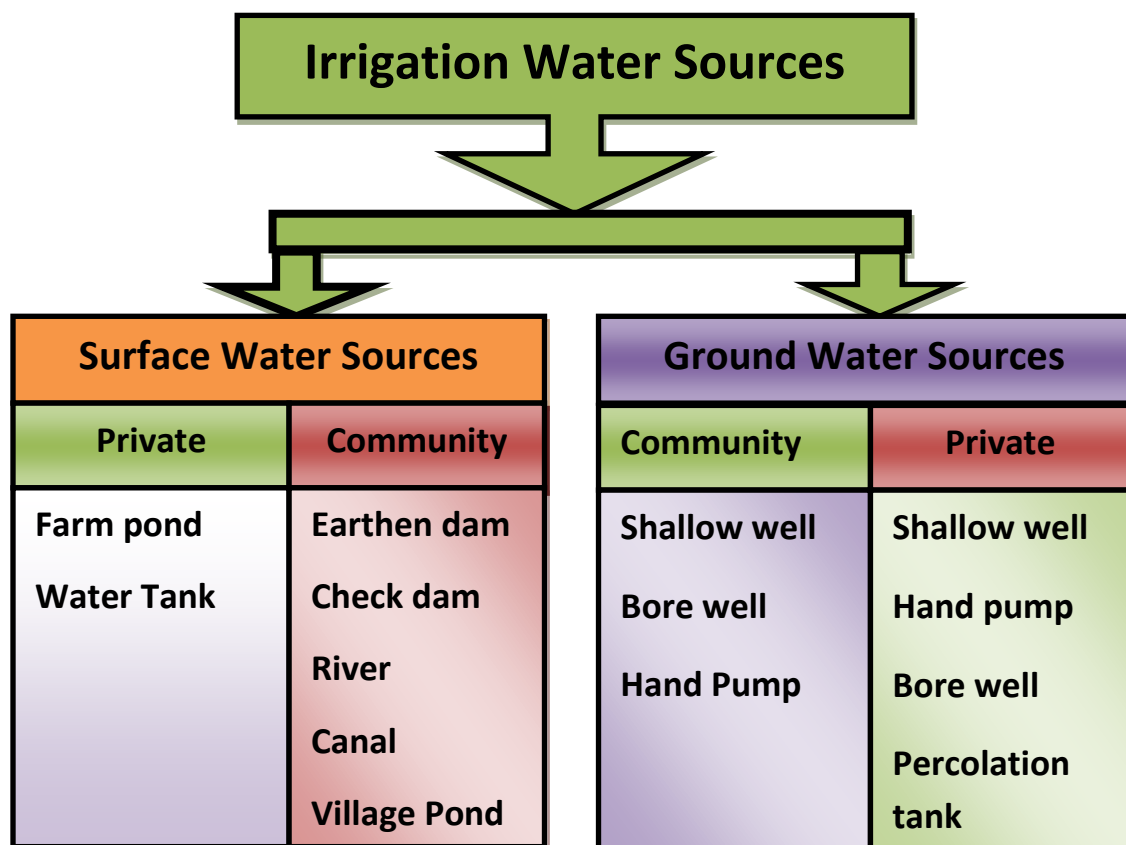 Irrigation Water Sources
Surface Water Sources
Private
Community
Farm pond
Water Tank
Earthen dam
Check dam
River
Canal
Village Pond
Ground Water Sources
Community
Private
Shallow well
Bore well
Hand Pump
Shallow well
Hand pump
Bore well
Percolation
tank